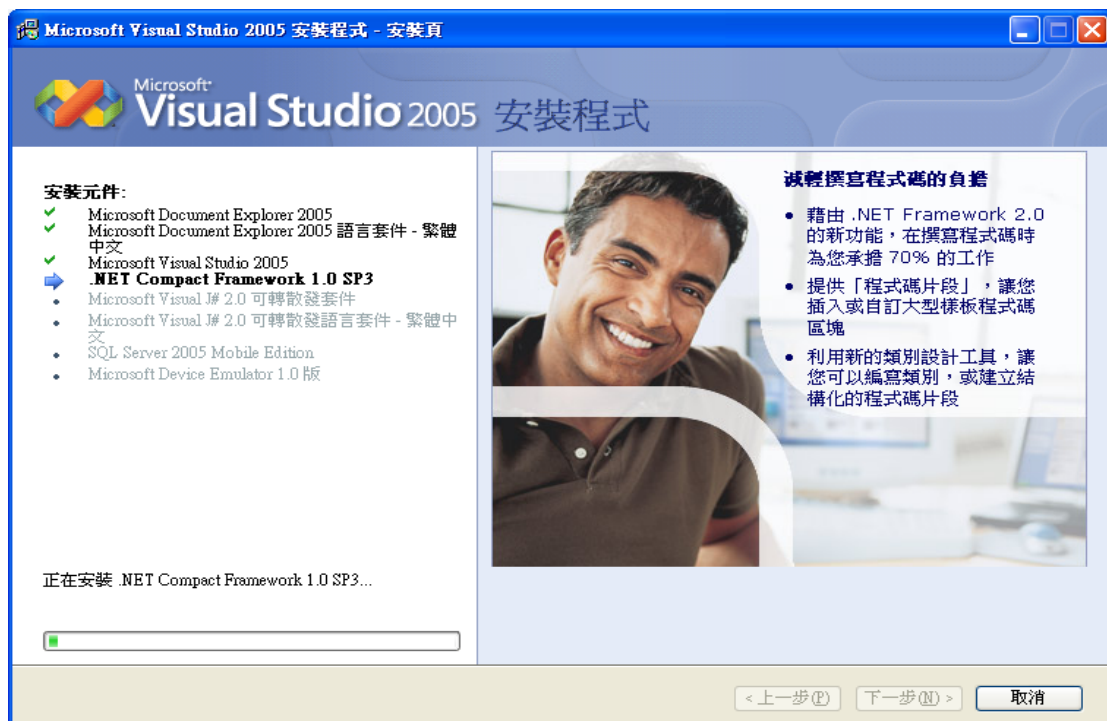 Microsoft Visual Studio 2005 安裝程式 - 安裝頁
Microsoft
Visual Studio 2005 安裝程式
安裝元件:
Microsoft Document Explorer 2005
Microsoft Document Explorer 2005 語言套件 - 繁體
中文
Microsoft Visual Studio 2005
.NET Compact Framework 1.0 SP3
Microsoft Visual J# 2.0 可轉散發套件
Microsoft Visual J# 2.0 可轉散發語言套件 - 繁體中
文
SQL Server 2005 Mobile Edition
Microsoft Device Emulator 1.0 版
正在安裝 .NET Compact Framework 1.0 SP3...
減輕撰寫程式碼的負擔
• 藉由 .NET Framework 2.0
的新功能，在撰寫程式碼時
為您承擔 70% 的工作
• 提供「程式碼片段」，讓您
插入或自訂大型樣板程式碼
區塊
• 利用新的類別設計工具，讓
您可以編寫類別，或建立結
構化的程式碼片段
<上一步(P)
下一步(N)>
取消